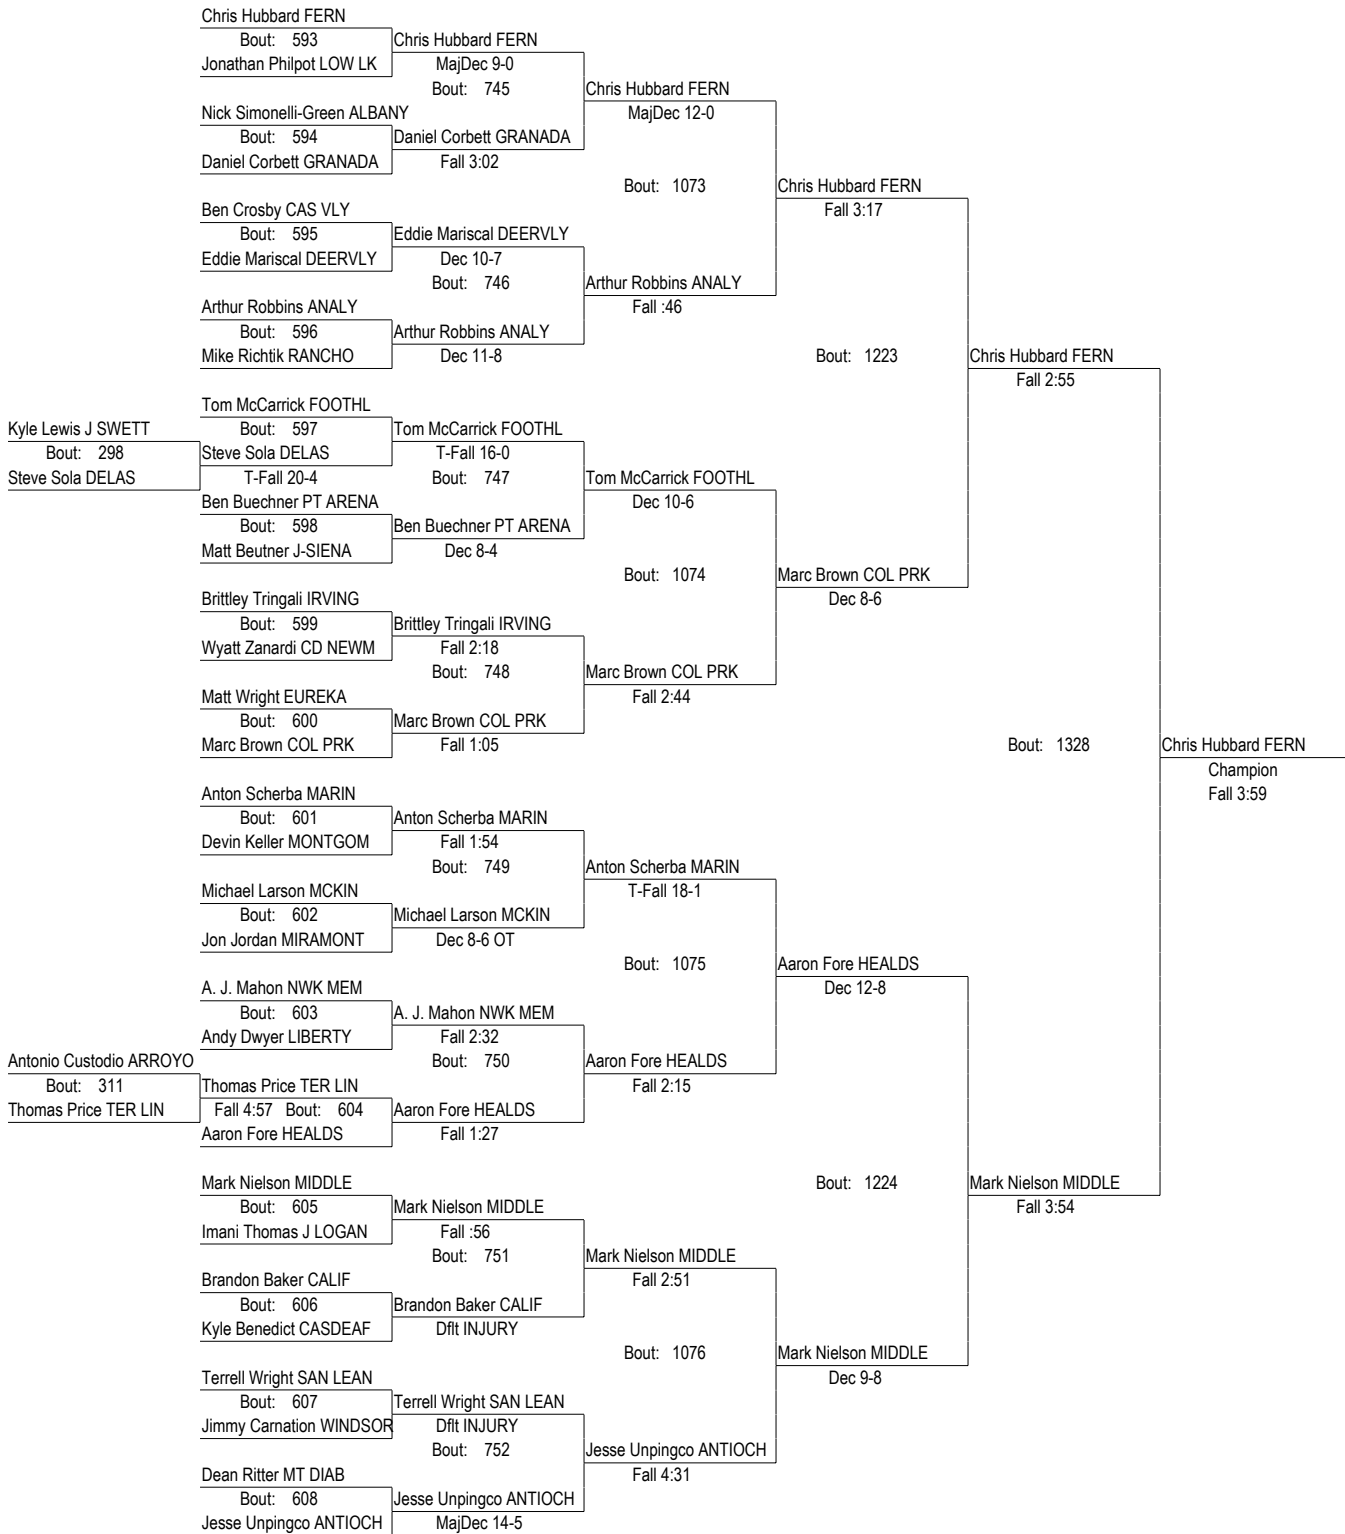 Chris Hubbard FERN
Bout: 593 Chris Hubbard FERN
Jonathan Philpot LOW LK MajDec 9-0
Bout: 745 Chris Hubbard FERN
Nick Simonelli-Green ALBANY MajDec 12-0
Bout: 594 Daniel Corbett GRANADA
Daniel Corbett GRANADA Fall 3:02
Bout: 1073 Chris Hubbard FERN
Ben Crosby CAS VLY Fall 3:17
Bout: 595 Eddie Mariscal DEERVLY
Eddie Mariscal DEERVLY Dec 10-7
Bout: 746 Arthur Robbins ANALY
Arthur Robbins ANALY Fall :46
Bout: 596 Arthur Robbins ANALY
Mike Richtik RANCHO Dec 11-8 Bout: 1223 Chris Hubbard FERN
Fall 2:55
Tom McCarrick FOOTHL
Kyle Lewis J SWETT Bout: 597 Tom McCarrick FOOTHL
Bout: 298 Steve Sola DELAS T-Fall 16-0
Steve Sola DELAS T-Fall 20-4 Bout: 747 Tom McCarrick FOOTHL
Ben Buechner PT ARENA Dec 10-6
Bout: 598 Ben Buechner PT ARENA
Matt Beutner J-SIENA Dec 8-4
Bout: 1074 Marc Brown COL PRK
Brittley Tringali IRVING Dec 8-6
Bout: 599 Brittley Tringali IRVING
Wyatt Zanardi CD NEWM Fall 2:18
Bout: 748 Marc Brown COL PRK
Matt Wright EUREKA Fall 2:44
Bout: 600 Marc Brown COL PRK
Marc Brown COL PRK Fall 1:05 Bout: 1328 Chris Hubbard FERN
Champion
Anton Scherba MARIN Fall 3:59
Bout: 601 Anton Scherba MARIN
Devin Keller MONTGOM Fall 1:54
Bout: 749 Anton Scherba MARIN
Michael Larson MCKIN T-Fall 18-1
Bout: 602 Michael Larson MCKIN
Jon Jordan MIRAMONT Dec 8-6 OT
Bout: 1075 Aaron Fore HEALDS
A. J. Mahon NWK MEM Dec 12-8
Bout: 603 A. J. Mahon NWK MEM
Andy Dwyer LIBERTY Fall 2:32
Antonio Custodio ARROYO Bout: 750 Aaron Fore HEALDS
Bout: 311 Thomas Price TER LIN Fall 2:15
Thomas Price TER LIN Fall 4:57 Bout: 604 Aaron Fore HEALDS
Aaron Fore HEALDS Fall 1:27
Mark Nielson MIDDLE Bout: 1224 Mark Nielson MIDDLE
Bout: 605 Mark Nielson MIDDLE Fall 3:54
Imani Thomas J LOGAN Fall :56
Bout: 751 Mark Nielson MIDDLE
Brandon Baker CALIF Fall 2:51
Bout: 606 Brandon Baker CALIF
Kyle Benedict CASDEAF Dflt INJURY
Bout: 1076 Mark Nielson MIDDLE
Terrell Wright SAN LEAN Dec 9-8
Bout: 607 Terrell Wright SAN LEAN
Jimmy Carnation WINDSOR Dflt INJURY
Bout: 752 Jesse Unpingco ANTIOCH
Dean Ritter MT DIAB Fall 4:31
Bout: 608 Jesse Unpingco ANTIOCH
Jesse Unpingco ANTIOCH MajDec 14-5